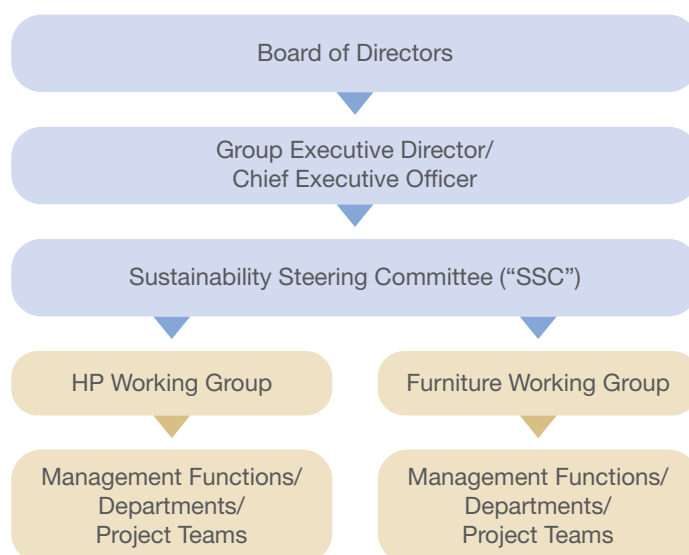 Board of Directors
Group Executive Director/
Chief Executive Officer
Sustainability Steering Committee (“SSC”)
HP Working Group
Furniture Working Group
Management Functions/
Departments/
Project Teams
Management Functions/
Departments/
Project Teams